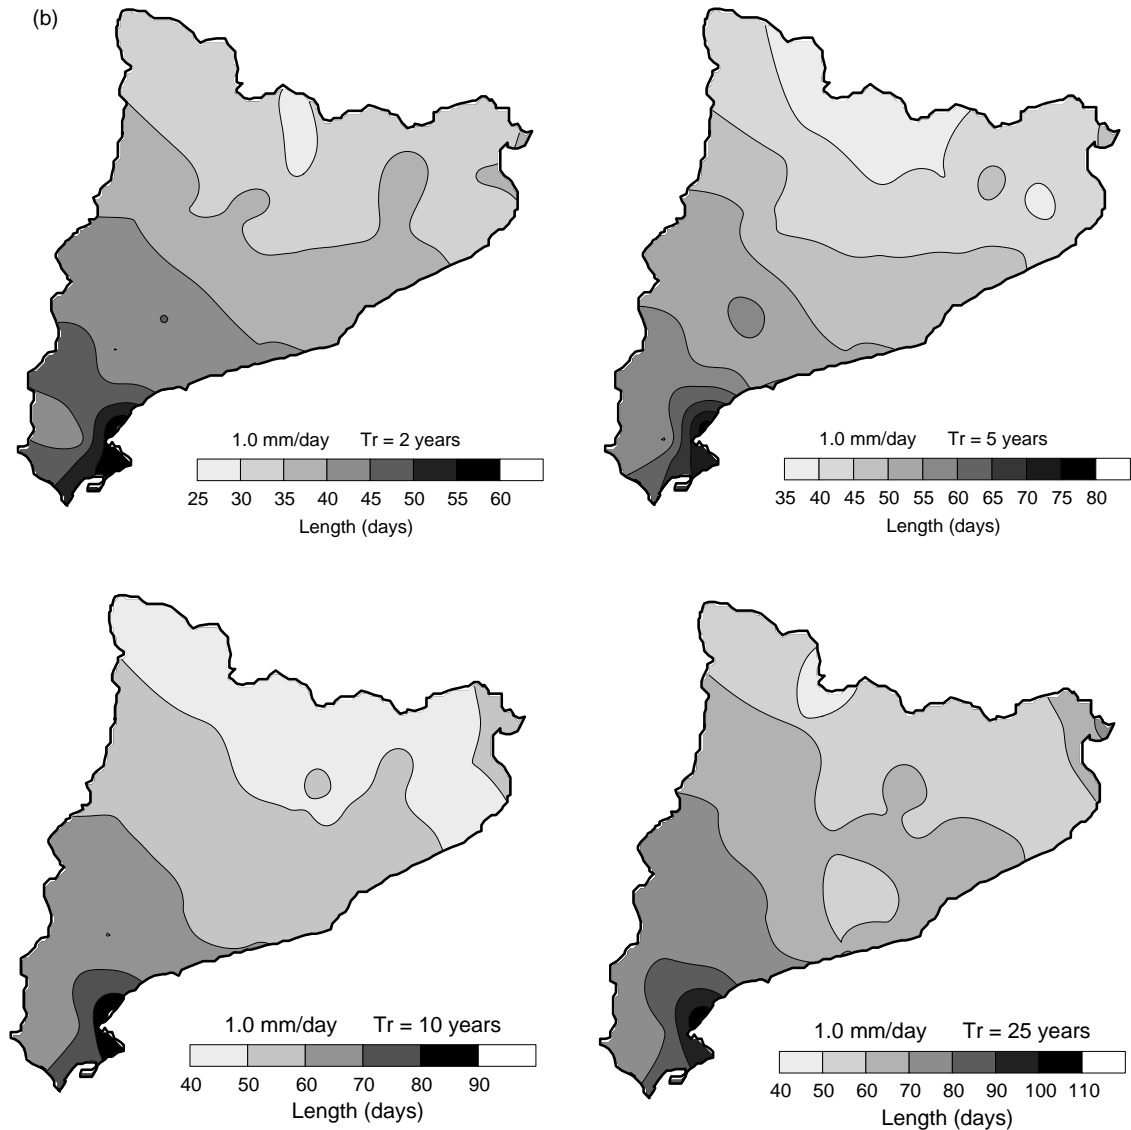 (b)
1.0 mm/day Tr = 2 years
25 30 35 40 45 50 55 60
Length (days)
1.0 mm/day Tr = 5 years
35 40 45 50 55 60 65 70 75 80
Length (days)
1.0 mm/day Tr = 10 years
40 50 60 70 80 90
Length (days)
1.0 mm/day Tr = 25 years
40 50 60 70 80 90 100 110
Length (days)